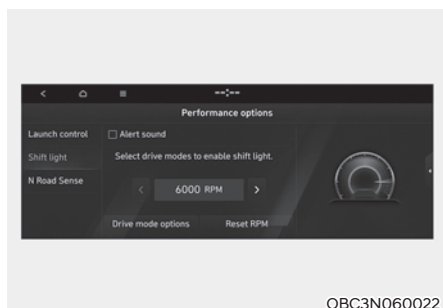 --:--
Performance options
Launch control
Alert sound
Shift light
Select drive modes to enable shift light.
N Road Sense
6000 RPM
Drive mode options
Reset RPM
OBC3N060022